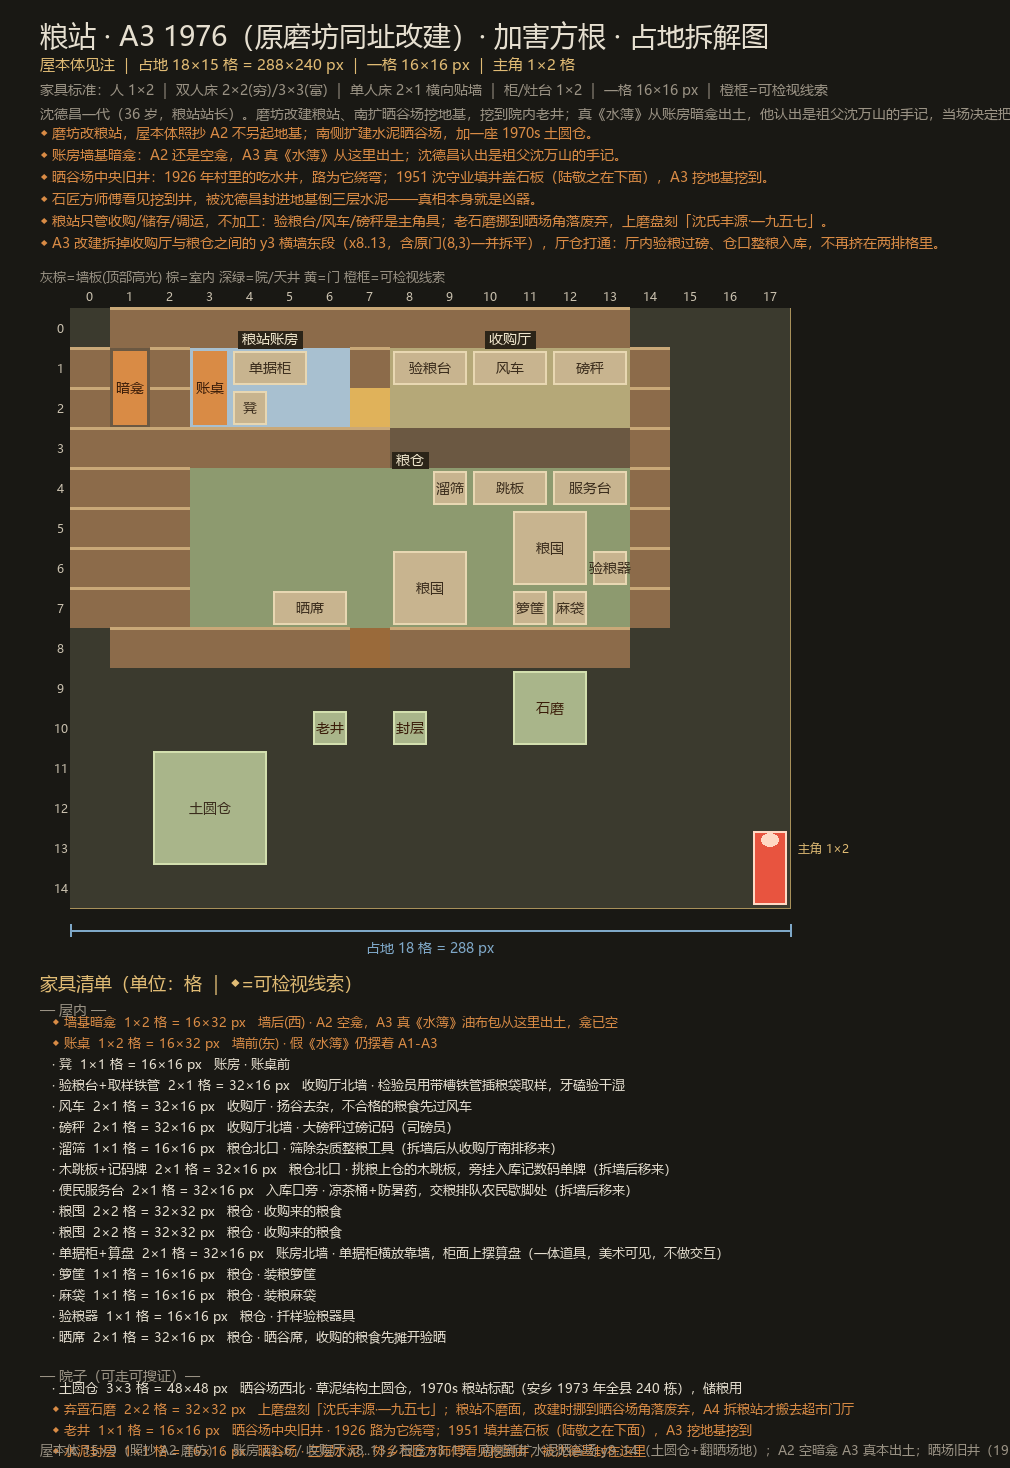 粮站 · A3 1976（原磨坊同址改建）· 加害方根 · 占地拆解图
屋本体见注 ｜ 占地 18×15 格 = 288×240 px ｜ 一格 16×16 px ｜ 主角 1×2 格
家具标准：人 1×2 ｜ 双人床 2×2(穷)/3×3(富) ｜ 单人床 2×1 横向贴墙 ｜ 柜/灶台 1×2 ｜ 一格 16×16 px ｜ 橙框=可检视线索
沈德昌一代（36 岁，粮站站长）。磨坊改建粮站、南扩晒谷场挖地基，挖到院内老井；真《水簿》从账房暗龛出土，他认出是祖父沈万山的手记，当场决定把
◆ 磨坊改粮站，屋本体照抄 A2 不另起地基；南侧扩建水泥晒谷场，加一座 1970s 土圆仓。
◆ 账房墙基暗龛：A2 还是空龛，A3 真《水簿》从这里出土；沈德昌认出是祖父沈万山的手记。
◆ 晒谷场中央旧井：1926 年村里的吃水井，路为它绕弯；1951 沈守业填井盖石板（陆敬之在下面），A3 挖地基挖到。
◆ 石匠方师傅看见挖到井，被沈德昌封进地基倒三层水泥——真相本身就是凶器。
◆ 粮站只管收购/储存/调运，不加工：验粮台/风车/磅秤是主角具；老石磨挪到晒场角落废弃，上磨盘刻「沈氏丰源·一九五七」。
◆ A3 改建拆掉收购厅与粮仓之间的 y3 横墙东段（x8..13，含原门(8,3)一并拆平），厅仓打通：厅内验粮过磅、仓口整粮入库，不再挤在两排格里。
灰棕=墙板(顶部高光) 棕=室内 深绿=院/天井 黄=门 橙框=可检视线索
0 1 2 3 4 5 6 7 8 9 10 11 12 13 14 15 16 17
0
粮站账房 收购厅
1 暗龛 账桌 单据柜 验粮台 风车 磅秤
2 凳
3 粮仓
4 溜筛 跳板 服务台
5 粮囤
6 粮囤 验粮器
7 晒席 箩筐 麻袋
8
9 石磨
10 老井 封层
11
12 土圆仓
13 主角 1×2
14
占地 18 格 = 288 px
家具清单（单位：格 ｜ ◆=可检视线索）
— 屋内 —
◆ 墙基暗龛 1×2 格 = 16×32 px 墙后(西) · A2 空龛，A3 真《水簿》油布包从这里出土，龛已空
◆ 账桌 1×2 格 = 16×32 px 墙前(东) · 假《水簿》仍摆着 A1-A3
· 凳 1×1 格 = 16×16 px 账房 · 账桌前
· 验粮台+取样铁管 2×1 格 = 32×16 px 收购厅北墙 · 检验员用带槽铁管插粮袋取样，牙磕验干湿
· 风车 2×1 格 = 32×16 px 收购厅 · 扬谷去杂，不合格的粮食先过风车
· 磅秤 2×1 格 = 32×16 px 收购厅北墙 · 大磅秤过磅记码（司磅员）
· 溜筛 1×1 格 = 16×16 px 粮仓北口 · 筛除杂质整粮工具（拆墙后从收购厅南排移来）
· 木跳板+记码牌 2×1 格 = 32×16 px 粮仓北口 · 挑粮上仓的木跳板，旁挂入库记数码单牌（拆墙后移来）
· 便民服务台 2×1 格 = 32×16 px 入库口旁 · 凉茶桶+防暑药，交粮排队农民歇脚处（拆墙后移来）
· 粮囤 2×2 格 = 32×32 px 粮仓 · 收购来的粮食
· 粮囤 2×2 格 = 32×32 px 粮仓 · 收购来的粮食
· 单据柜+算盘 2×1 格 = 32×16 px 账房北墙 · 单据柜横放靠墙，柜面上摆算盘（一体道具，美术可见，不做交互）
· 箩筐 1×1 格 = 16×16 px 粮仓 · 装粮箩筐
· 麻袋 1×1 格 = 16×16 px 粮仓 · 装粮麻袋
· 验粮器 1×1 格 = 16×16 px 粮仓 · 扦样验粮器具
· 晒席 2×1 格 = 32×16 px 粮仓 · 晒谷席，收购的粮食先摊开验晒
— 院子（可走可搜证）—
· 土圆仓 3×3 格 = 48×48 px 晒谷场西北 · 草泥结构土圆仓，1970s 粮站标配（安乡 1973 年全县 240 栋），储粮用
◆ 弃置石磨 2×2 格 = 32×32 px 上磨盘刻「沈氏丰源·一九五七」；粮站不磨面，改建时挪到晒谷场角落废弃，A4 拆粮站才搬去超市门厅
◆ 老井 1×1 格 = 16×16 px 晒谷场中央旧井 · 1926 路为它绕弯；1951 填井盖石板（陆敬之在下面），A3 挖地基挖到